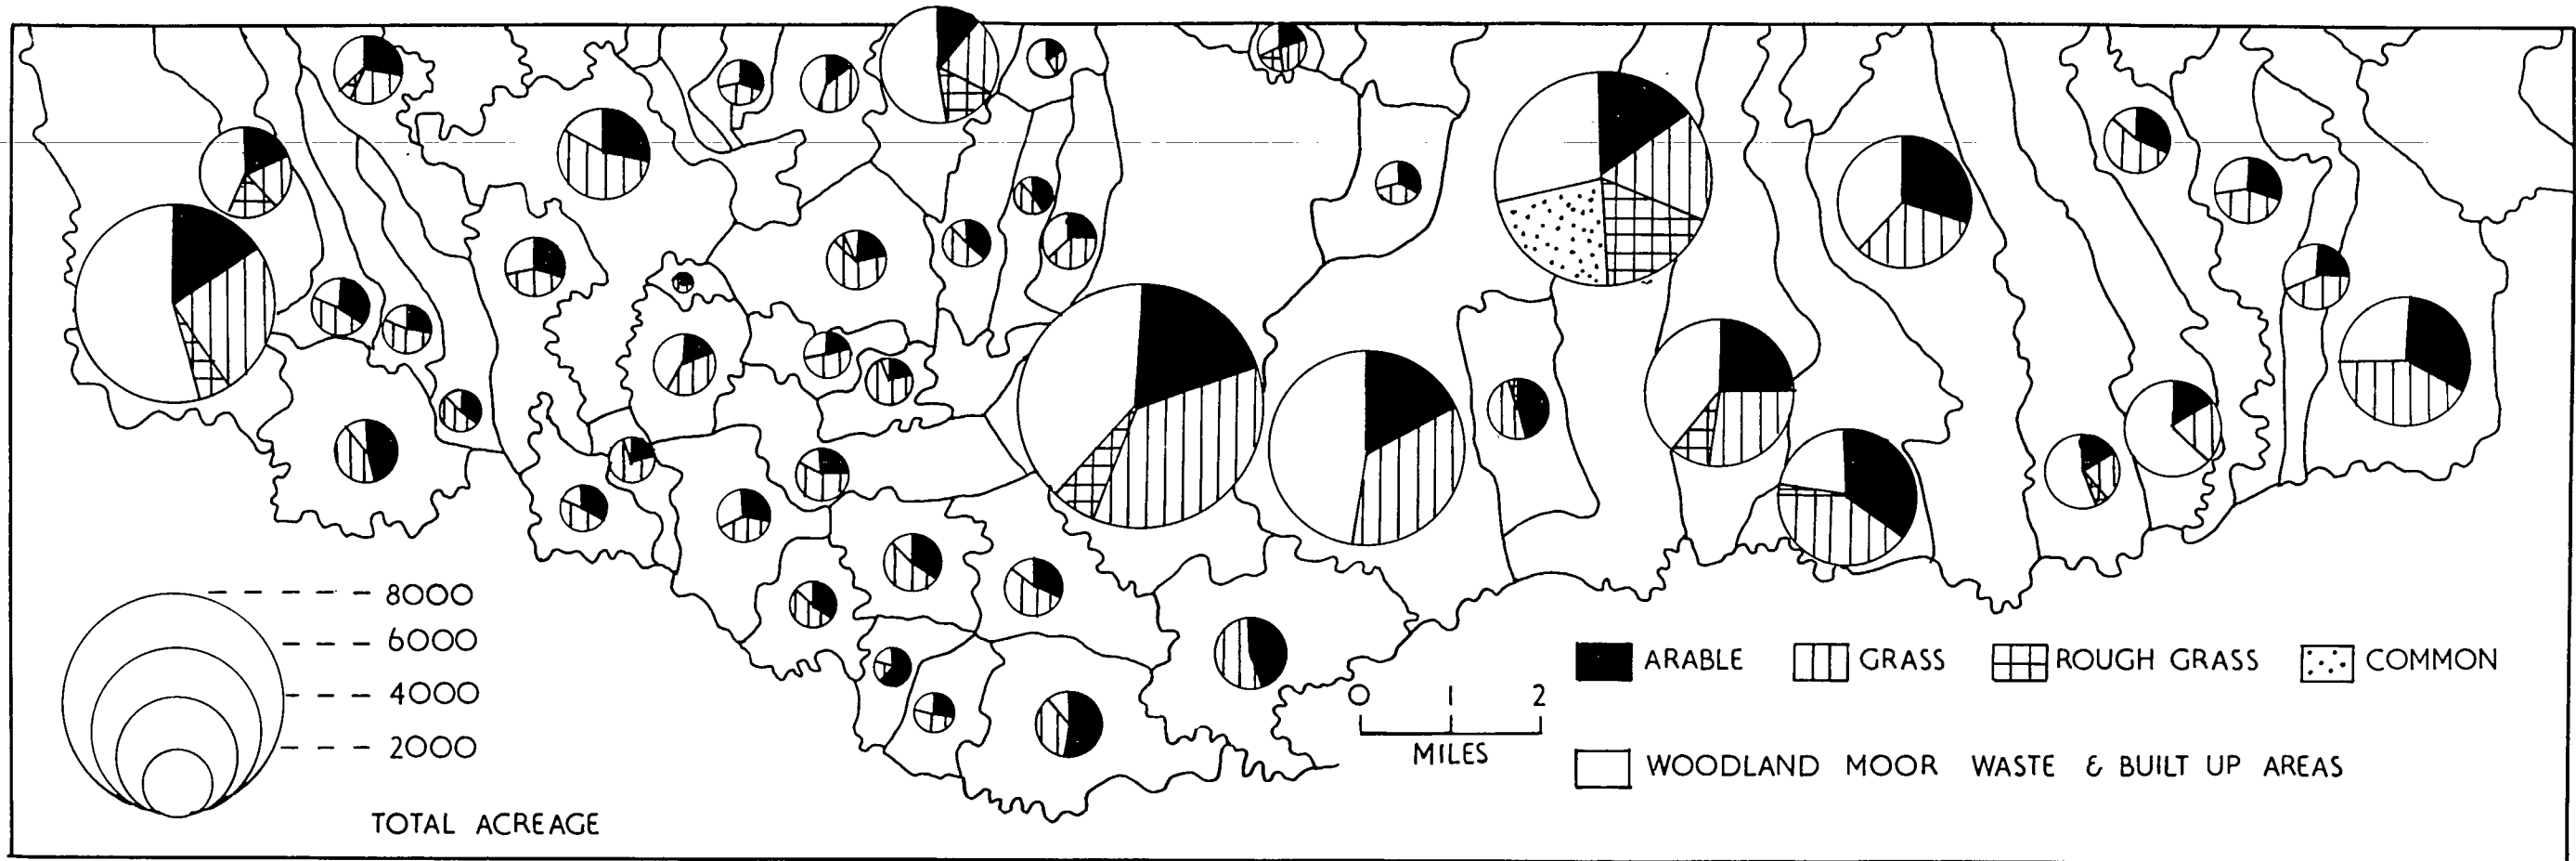 8000
6000
4000
2000
TOTAL ACREAGE
0 1 2
MILES
ARABLE GRASS ROUGH GRASS COMMON
WOODLAND MOOR WASTE & BUILT UP AREAS